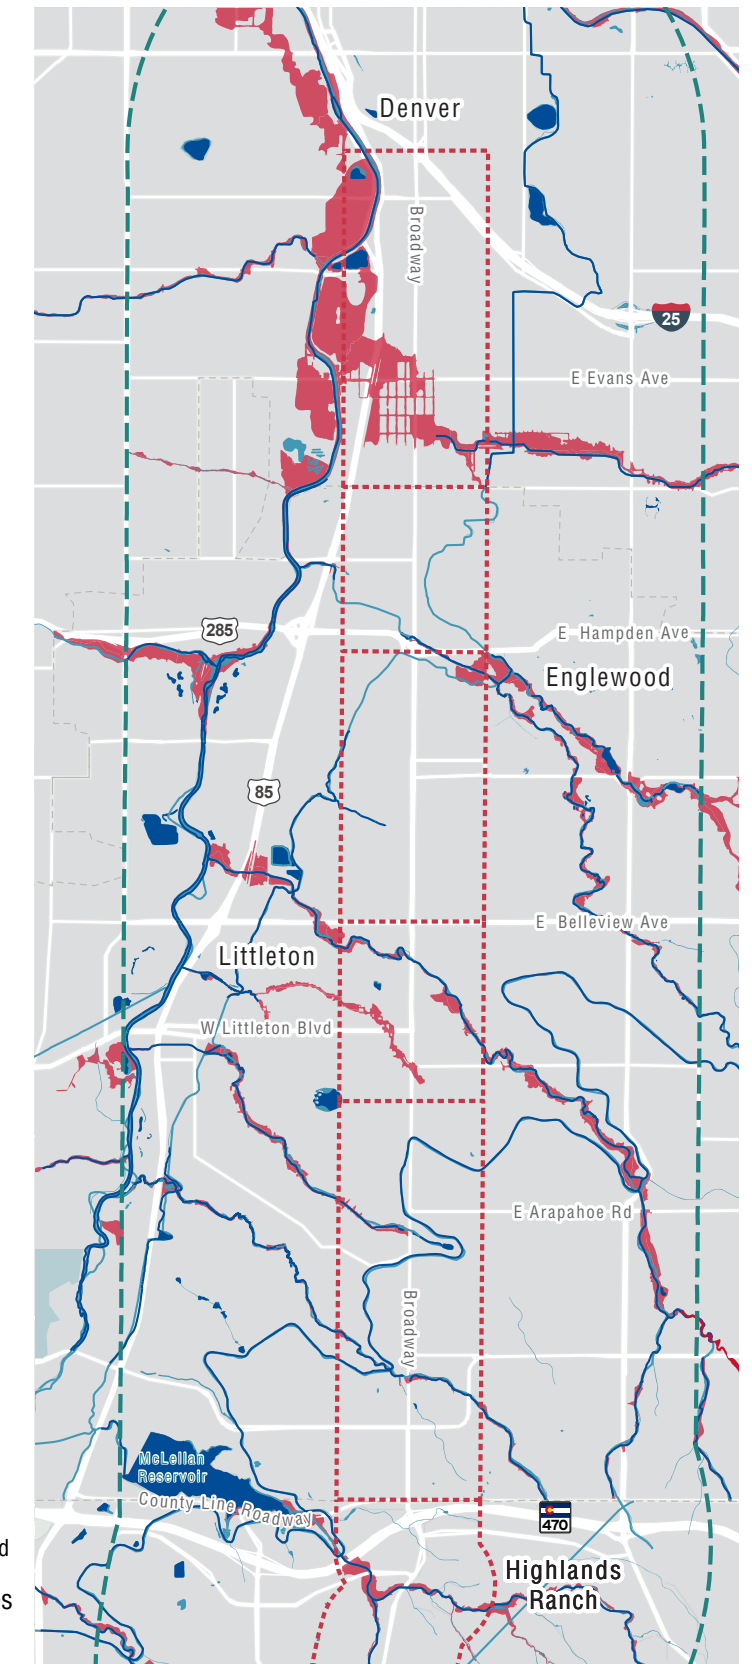 Denver
Broadway
25
E Evans Ave
285
E Hampden Ave
Englewood
85
E Belleview Ave
Littleton
W Littleton Blvd
E Arapahoe Rd
Broadway
McLellan
Reservoir
County Line Roadway
470
d
Highlands
Ranch
s